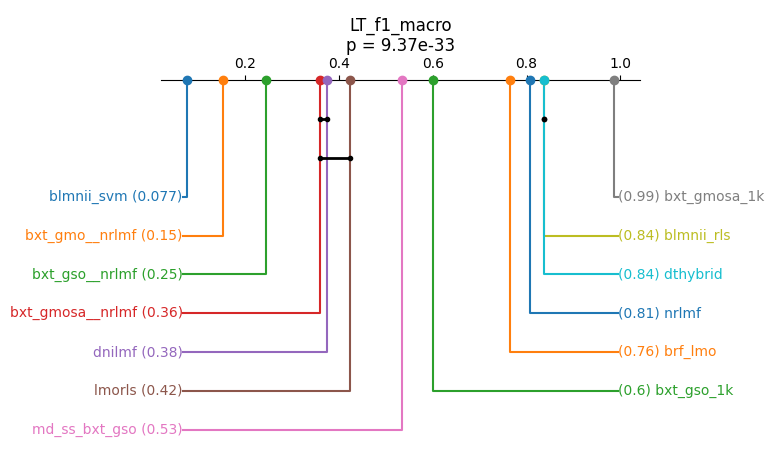 LT_f1_macro
p = 9.37e-33
0.2 0.4 0.6 0.8 1.0
blmnii_svm (0.077)
(0.99) bxt_gmosa_1k
bxt_gmo__nrlmf (0.15)
(0.84) blmnii_rls
bxt_gso__nrlmf (0.25)
(0.84) dthybrid
bxt_gmosa__nrlmf (0.36)
(0.81) nrlmf
dnilmf (0.38)
(0.76) brf_lmo
lmorls (0.42)
(0.6) bxt_gso_1k
md_ss_bxt_gso (0.53)